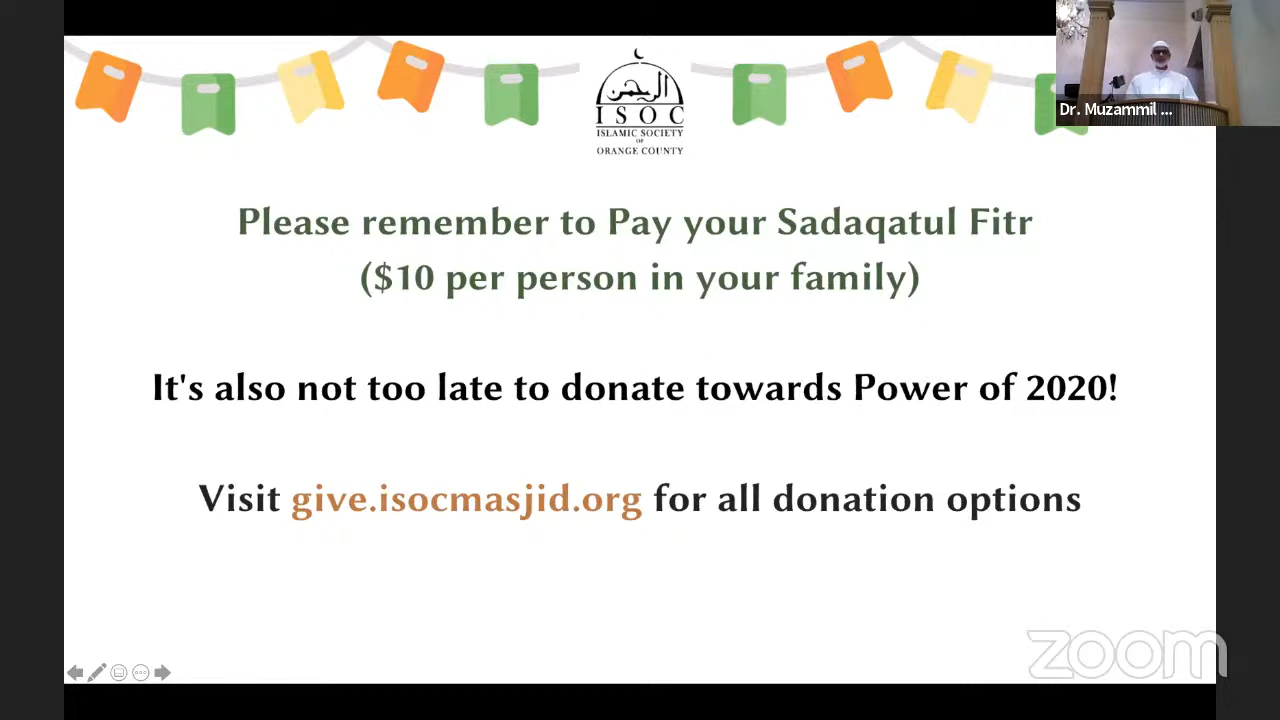 الرحمن
ISOC
ISLAMIC SOCIETY
OF
ORANGE COUNTY
Dr. Muzammil ...
Please remember to Pay your Sadaqatul Fitr
($10 per person in your family)
It's also not too late to donate towards Power of 2020!
Visit give.isocmasjid.org for all donation options
zoom